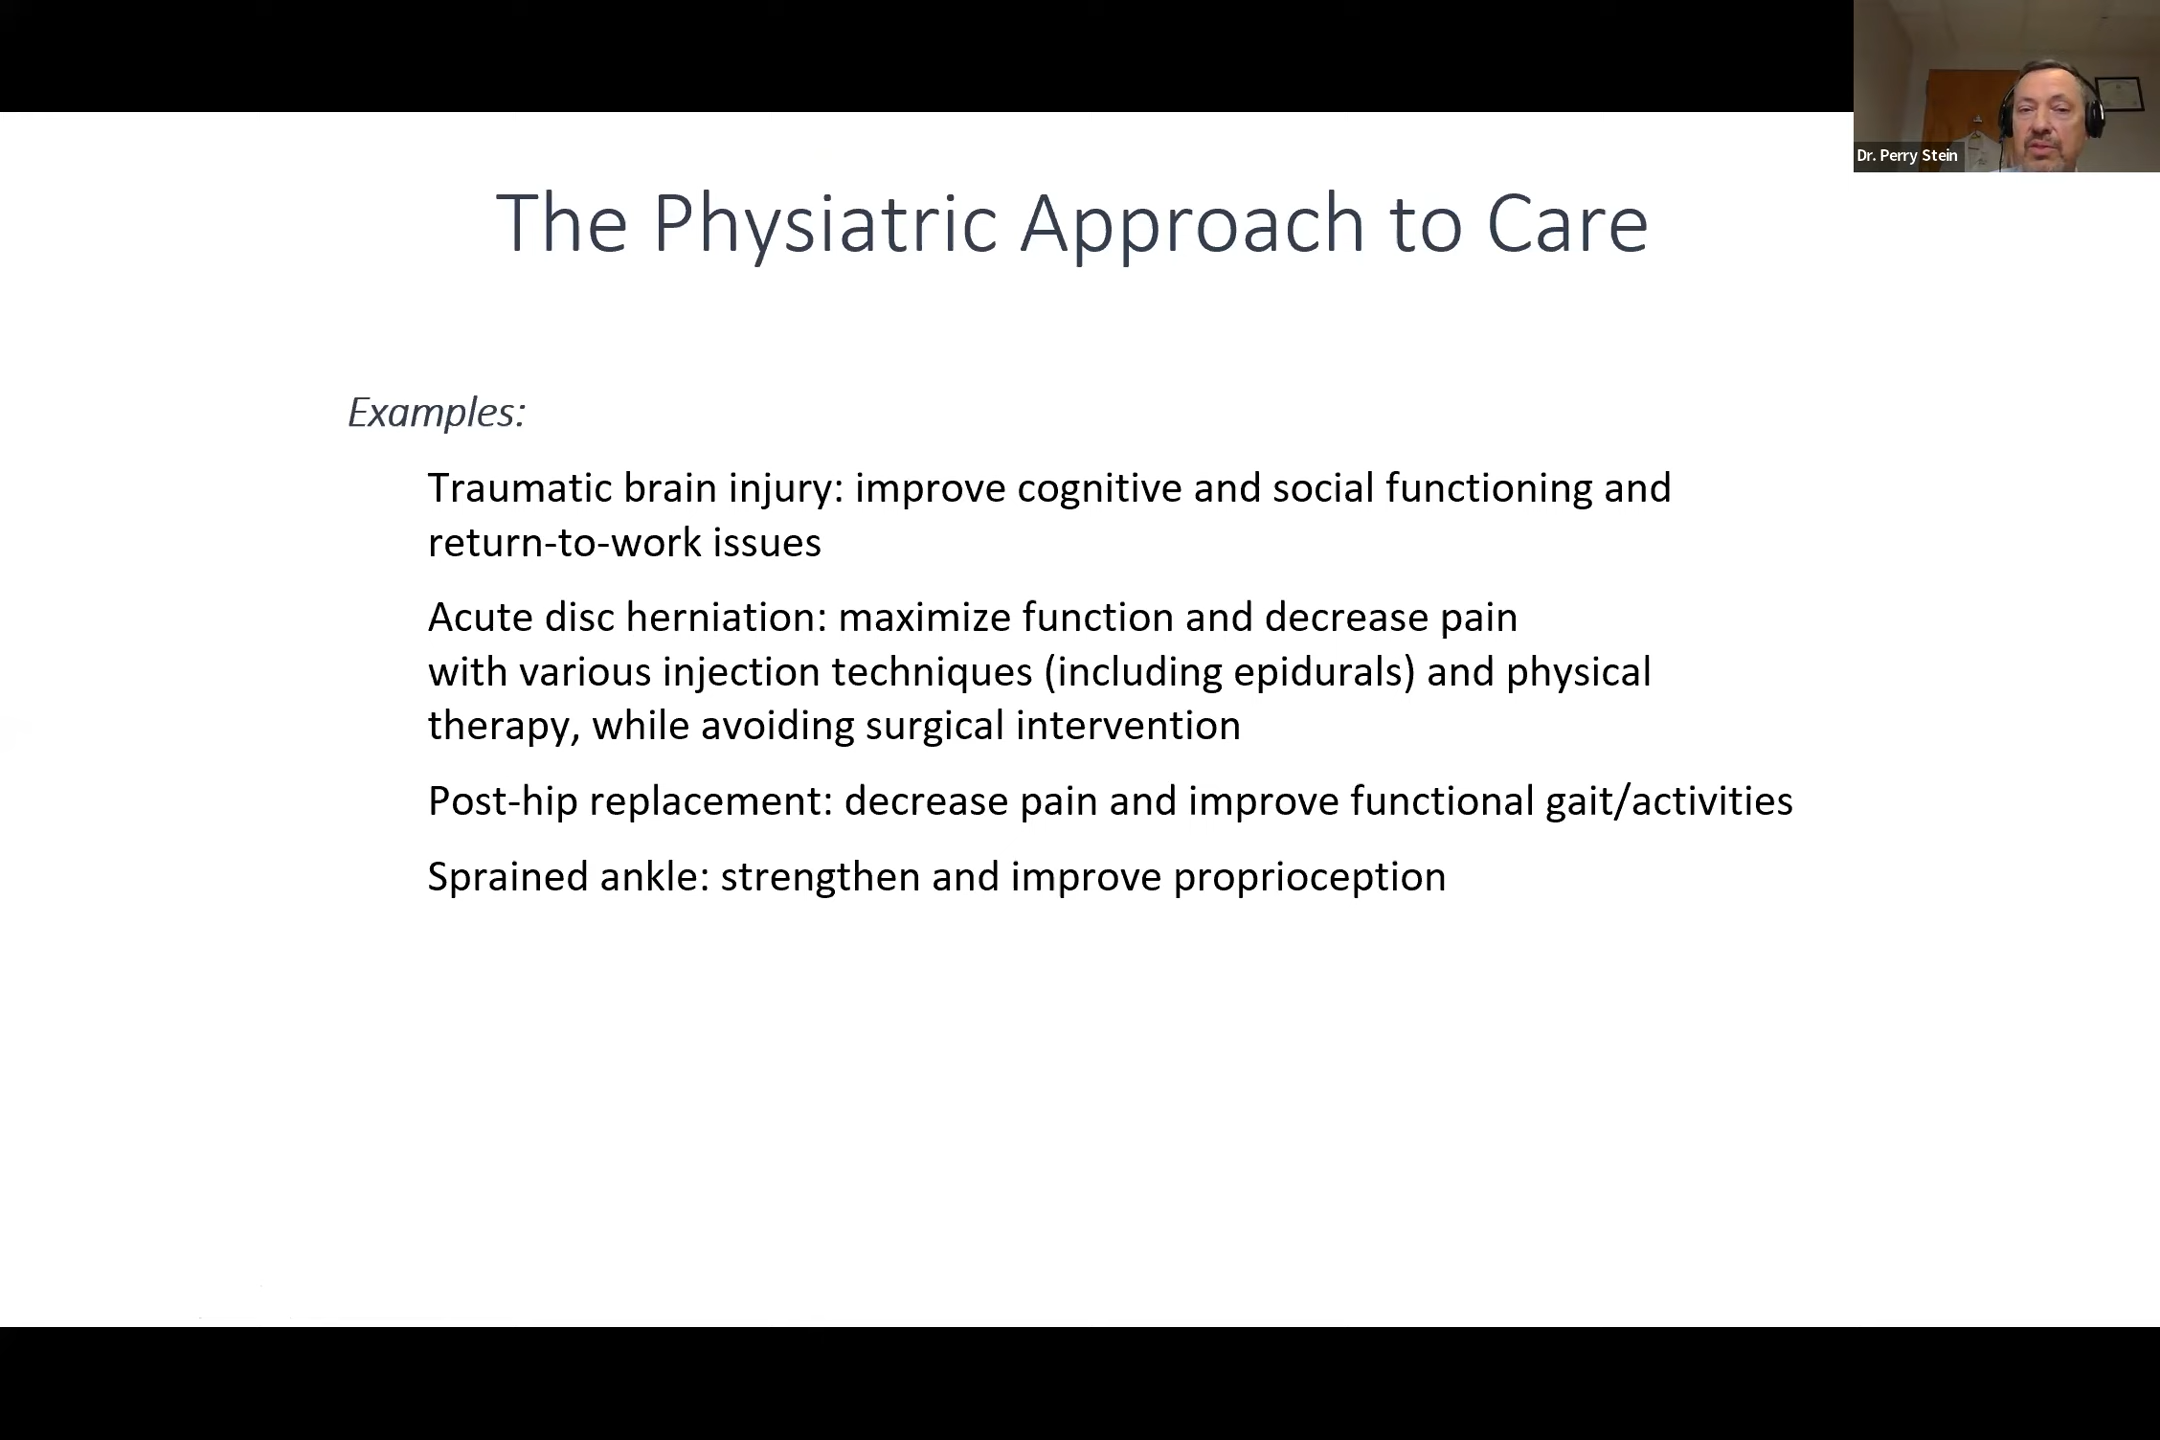 Dr. Perry Stein
The Physiatric Approach to Care
Examples:
Traumatic brain injury: improve cognitive and social functioning and
return-to-work issues
Acute disc herniation: maximize function and decrease pain
with various injection techniques (including epidurals) and physical
therapy, while avoiding surgical intervention
Post-hip replacement: decrease pain and improve functional gait/activities
Sprained ankle: strengthen and improve proprioception